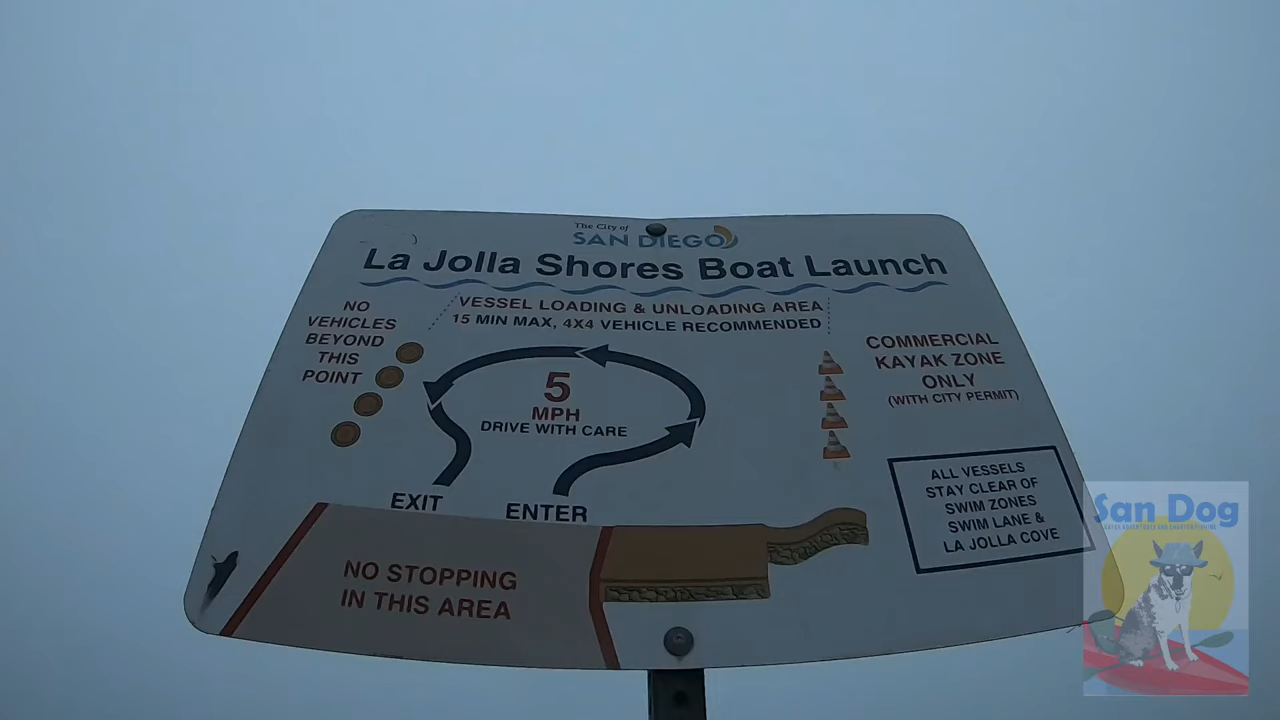 The City of
SAN DIEGO
La Jolla Shores Boat Launch
NO
VEHICLES
BEYOND
THIS
POINT
VESSEL LOADING & UNLOADING AREA
15 MIN MAX, 4X4 VEHICLE RECOMMENDED
5
MPH
DRIVE WITH CARE
EXIT
ENTER
COMMERCIAL
KAYAK ZONE
ONLY
(WITH CITY PERMIT)
ALL VESSELS
STAY CLEAR OF
SWIM ZONES
SWIM LANE &
LA JOLLA COVE
NO STOPPING
IN THIS AREA
San Dog